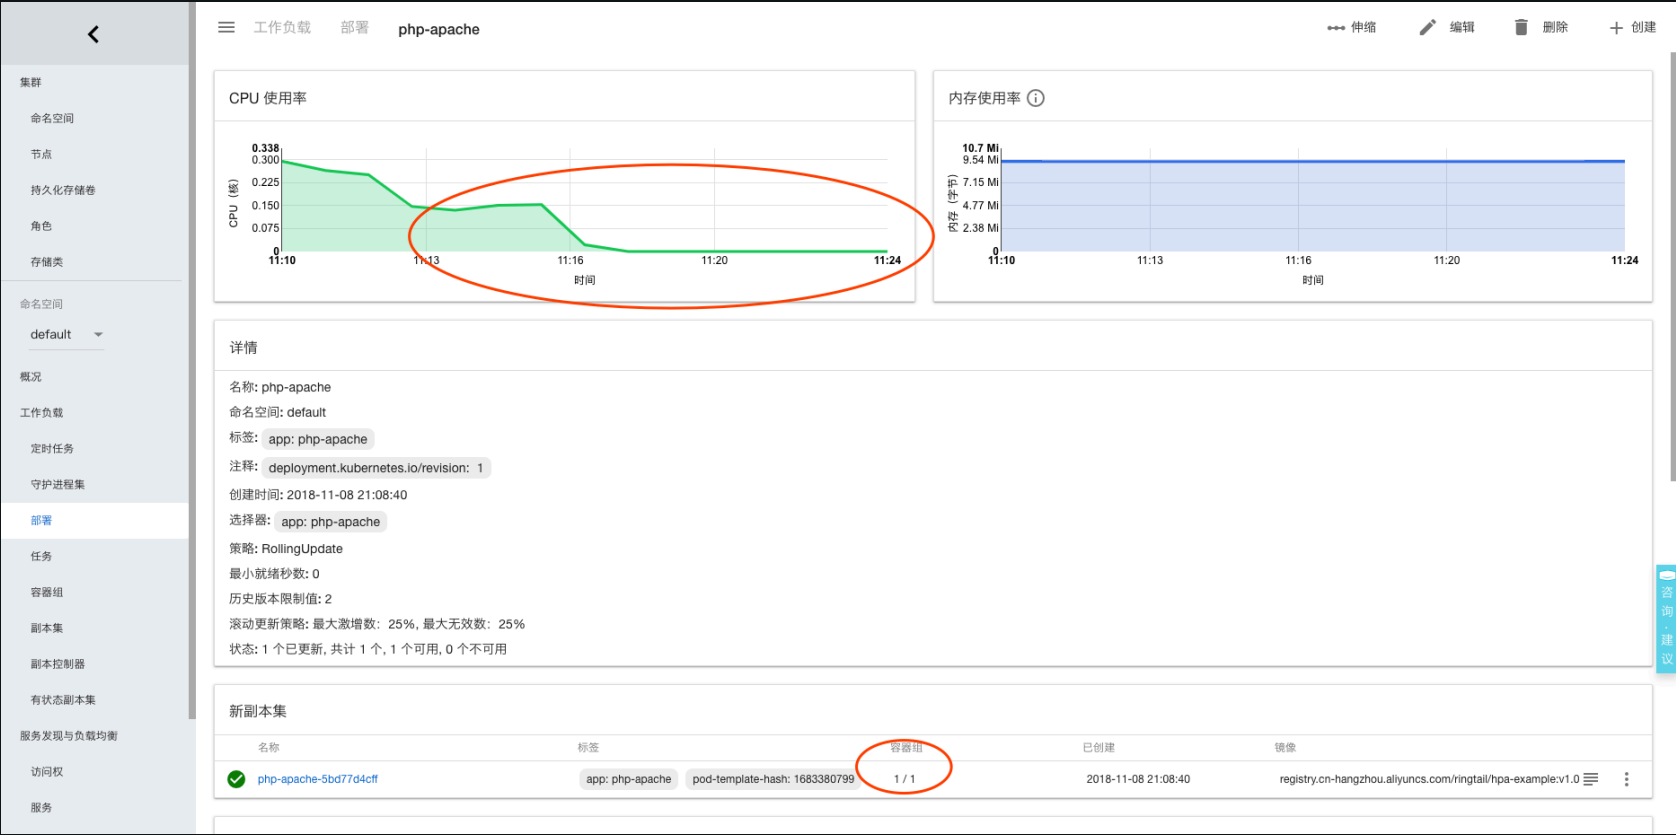 工作负载 部署 php-apache
伸缩 编辑 删除 创建
集群
命名空间
节点
持久化存储卷
角色
存储类
命名空间
default
概况
工作负载
定时任务
守护进程集
部署
任务
容器组
副本集
副本控制器
有状态副本集
服务发现与负载均衡
访问权
服务
CPU 使用率
0.338
0.300
0.225
0.150
0.075
0
CPU（核）
11:10 11:13 11:16 11:20 11:24
时间
内存使用率
10.7 Mi
9.54 Mi
7.15 Mi
4.77 Mi
2.38 Mi
0
内存（字节）
11:10 11:13 11:16 11:20 11:24
时间
详情
名称: php-apache
命名空间: default
标签: app: php-apache
注释: deployment.kubernetes.io/revision: 1
创建时间: 2018-11-08 21:08:40
选择器: app: php-apache
策略: RollingUpdate
最小就绪秒数: 0
历史版本限制值: 2
滚动更新策略: 最大激增数：25%, 最大无效数：25%
状态: 1 个已更新, 共计 1 个, 1 个可用, 0 个不可用
新副本集
名称 标签 容器组 已创建 镜像
php-apache-5bd77d4cff app: php-apache pod-template-hash: 1683380799 1 / 1 2018-11-08 21:08:40 registry.cn-hangzhou.aliyuncs.com/ringtail/hpa-example:v1.0
咨询·建议